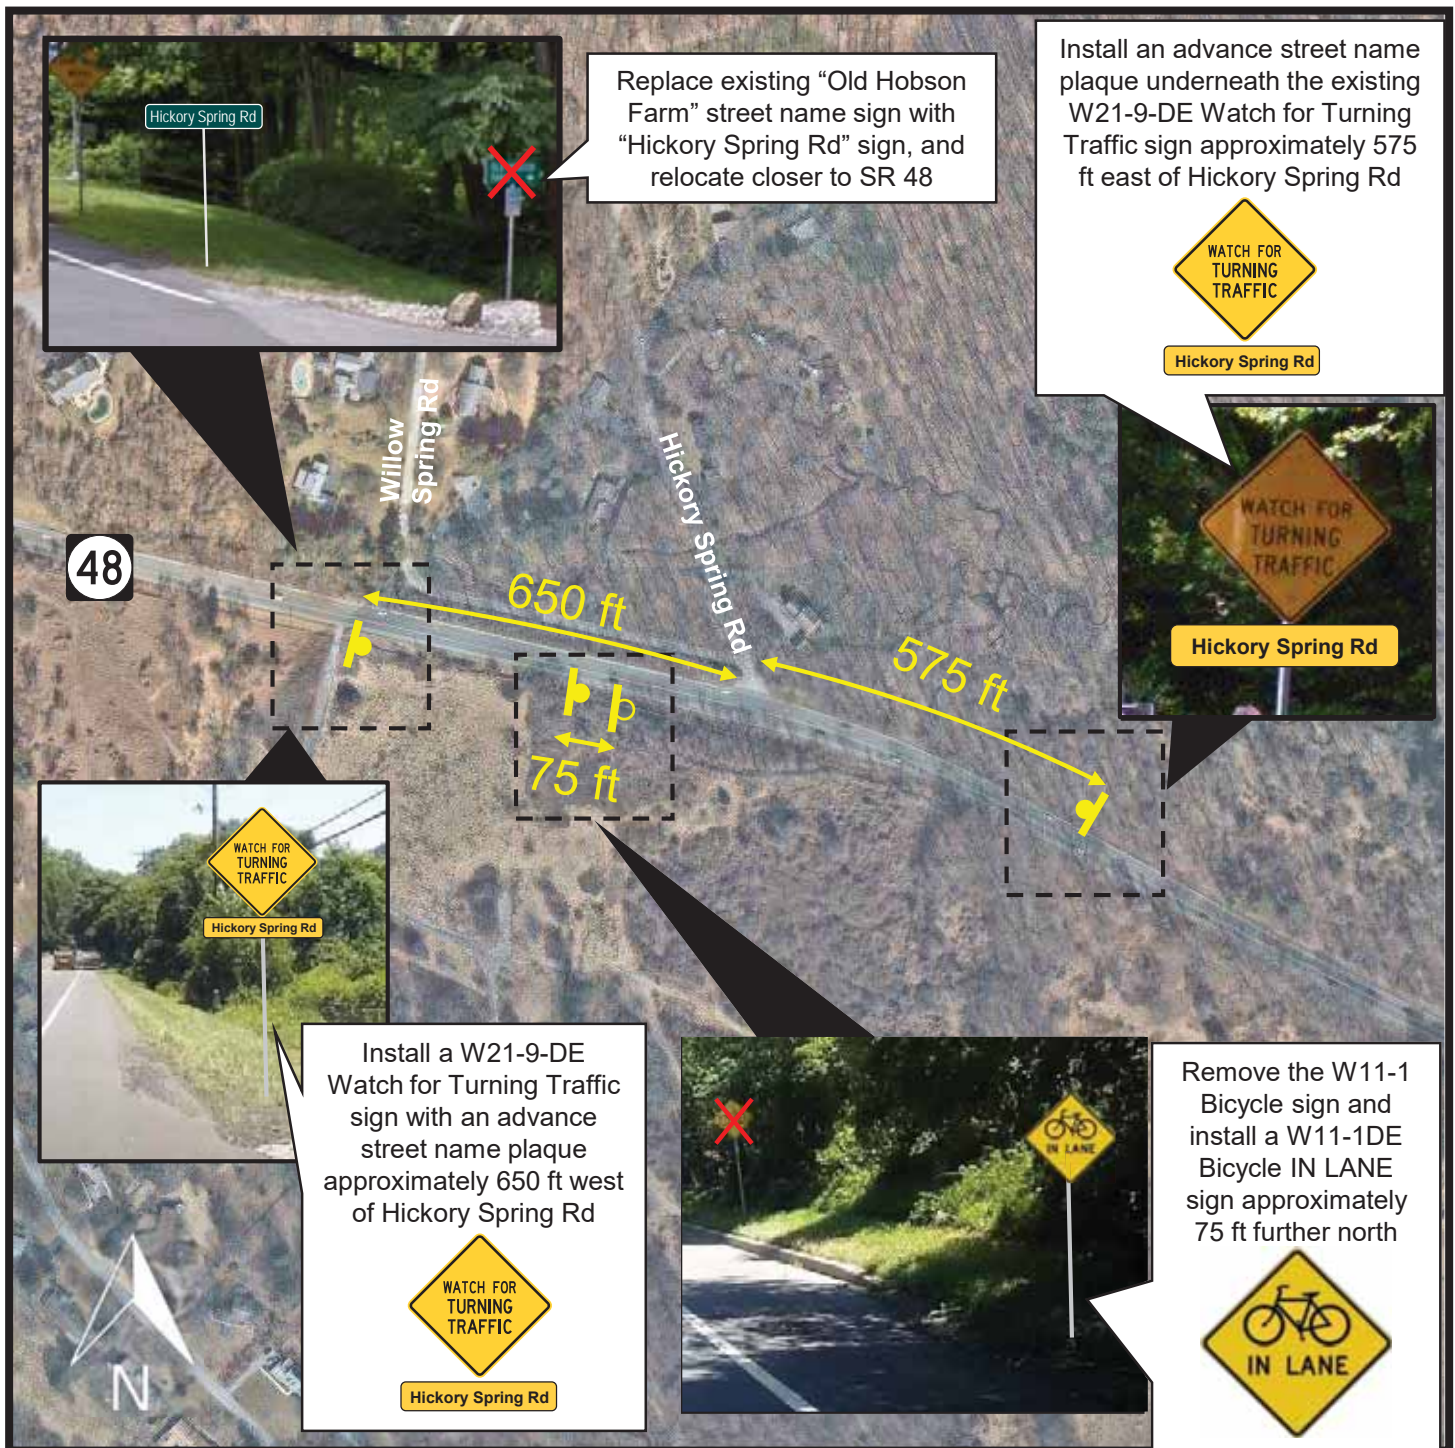 Hickory Spring Rd
Replace existing “Old Hobson
Farm” street name sign with
“Hickory Spring Rd” sign, and
relocate closer to SR 48
Install an advance street name
plaque underneath the existing
W21-9-DE Watch for Turning
Traffic sign approximately 575
ft east of Hickory Spring Rd
WATCH FOR
TURNING
TRAFFIC
Hickory Spring Rd
WATCH FOR
TURNING
TRAFFIC
Hickory Spring Rd
Willow
Spring Rd
Hickory Spring Rd
48
650 ft
575 ft
75 ft
WATCH FOR
TURNING
TRAFFIC
Hickory Spring Rd
Install a W21-9-DE
Watch for Turning Traffic
sign with an advance
street name plaque
approximately 650 ft west
of Hickory Spring Rd
WATCH FOR
TURNING
TRAFFIC
Hickory Spring Rd
IN LANE
Remove the W11-1
Bicycle sign and
install a W11-1DE
Bicycle IN LANE
sign approximately
75 ft further north
IN LANE
N